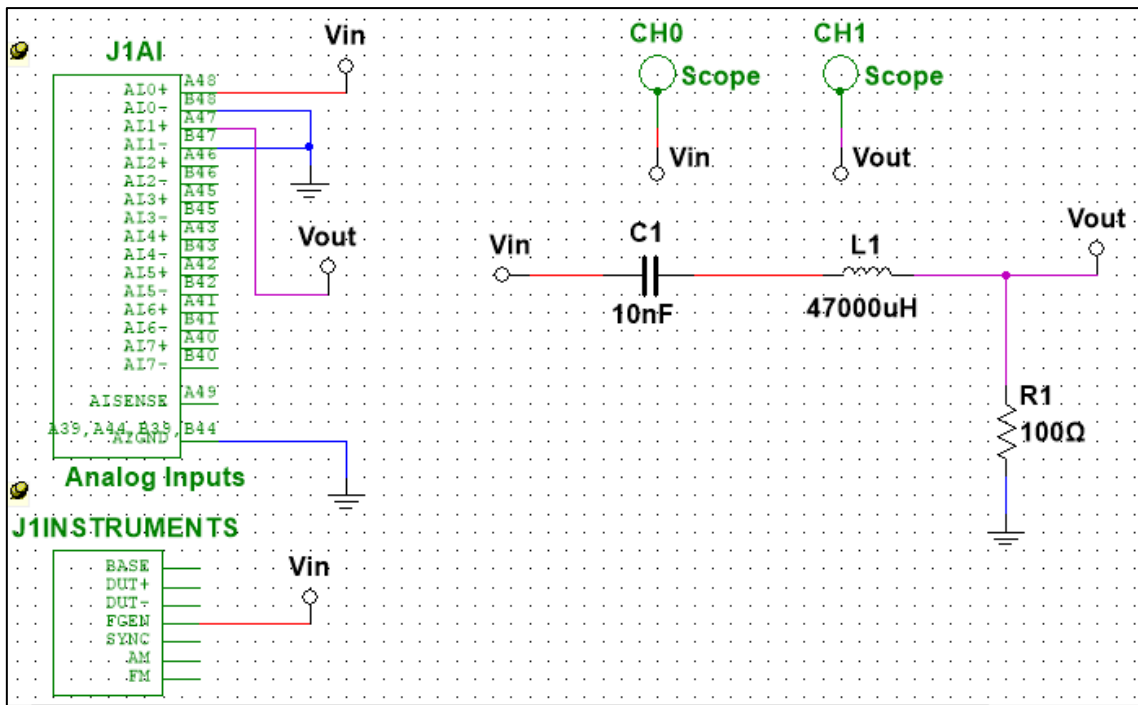 J1AI
Vin
AI0+ A48
AI0- B48
AI1+ A47
AI1- B47
AI2+ A46
AI2- B46
AI3+ A45
AI3- B45
AI4+ A43
AI4- B43
AI5+ A42
AI5- B42
AI6+ A41
AI6- B41
AI7+ A40
AI7- B40
AISENSE A49
A39,A44,B39,B44
AIGND
Analog Inputs
Vout
J1INSTRUMENTS
BASE
DUT+
DUT-
FGEN
SYNC
AM
FM
Vin
CH0
Scope
Vin
CH1
Scope
Vout
Vin
C1
10nF
L1
47000uH
Vout
R1
100Ω